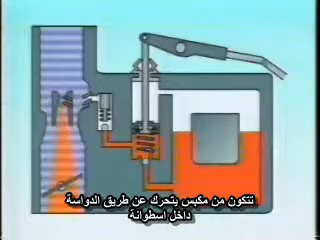 تتكون من مكبس يتحرك عن طريق الدواسة
داخل اسطوانة